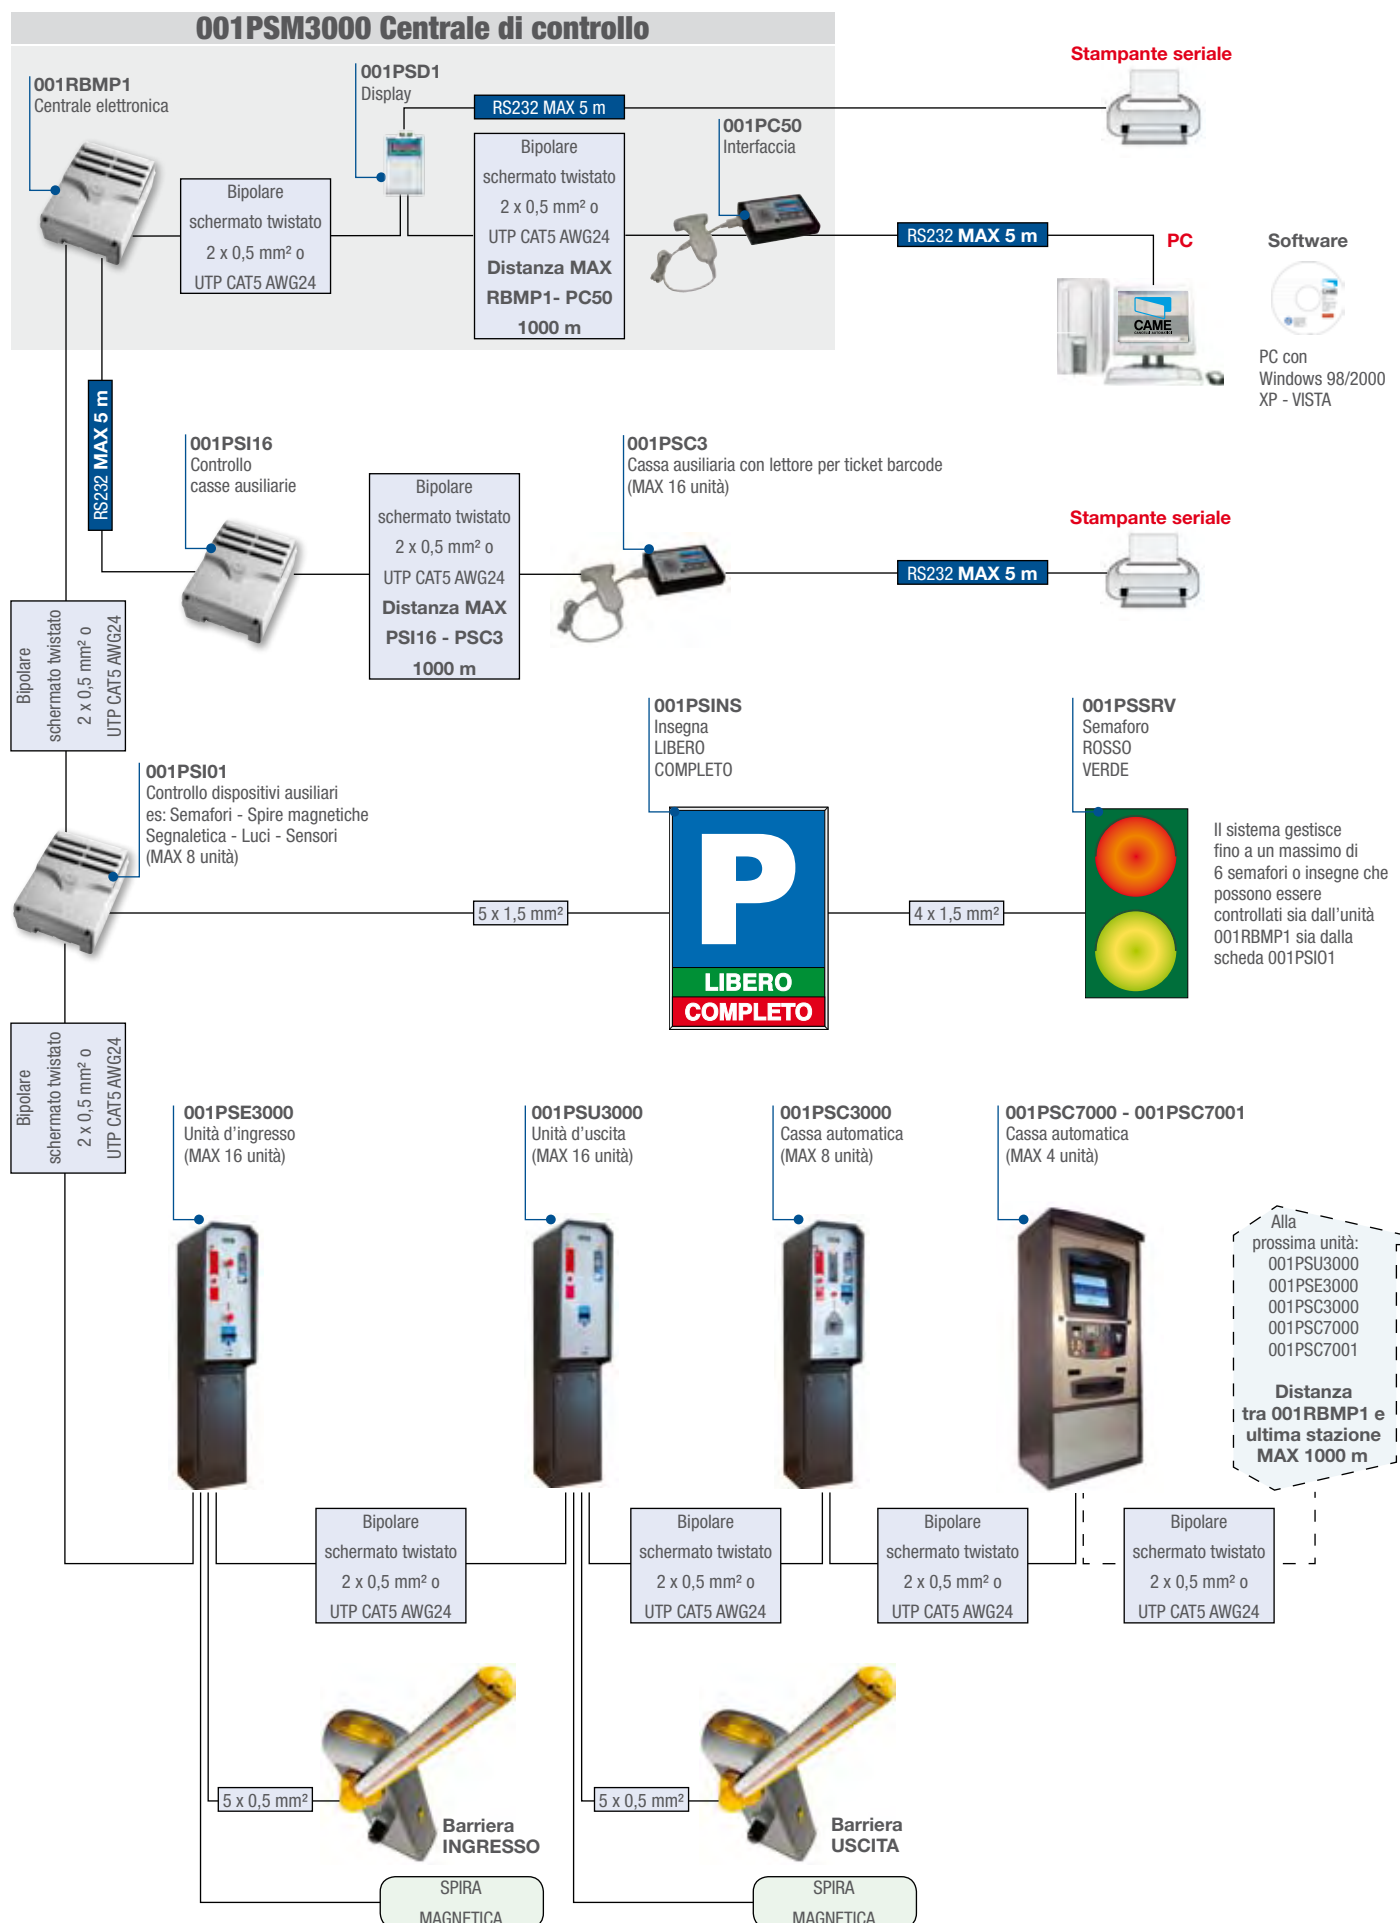 001PSM3000 Centrale di controllo
001RBMP1
Centrale elettronica
001PSD1
Display
RS232 MAX 5 m
Stampante seriale
001PC50
Interfaccia
Bipolare
schermato twistato
2 x 0,5 mm² o
UTP CAT5 AWG24
Bipolare
schermato twistato
2 x 0,5 mm² o
UTP CAT5 AWG24
Distanza MAX
RBMP1- PC50
1000 m
RS232 MAX 5 m
PC
Software
CAME
PC con
Windows 98/2000
XP - VISTA
RS232 MAX 5 m
001PSI16
Controllo
casse ausiliarie
Bipolare
schermato twistato
2 x 0,5 mm² o
UTP CAT5 AWG24
Distanza MAX
PSI16 - PSC3
1000 m
001PSC3
Cassa ausiliaria con lettore per ticket barcode
(MAX 16 unità)
RS232 MAX 5 m
Stampante seriale
Bipolare
schermato twistato
2 x 0,5 mm² o
UTP CAT5 AWG24
001PSI01
Controllo dispositivi ausiliari
es: Semafori - Spire magnetiche
Segnaletica - Luci - Sensori
(MAX 8 unità)
5 x 1,5 mm²
001PSINS
Insegna
LIBERO
COMPLETO
P
LIBERO
COMPLETO
4 x 1,5 mm²
001PSSRV
Semaforo
ROSSO
VERDE
Il sistema gestisce
fino a un massimo di
6 semafori o insegne che
possono essere
controllati sia dall’unità
001RBMP1 sia dalla
scheda 001PSI01
Bipolare
schermato twistato
2 x 0,5 mm² o
UTP CAT5 AWG24
001PSE3000
Unità d’ingresso
(MAX 16 unità)
001PSU3000
Unità d’uscita
(MAX 16 unità)
001PSC3000
Cassa automatica
(MAX 8 unità)
001PSC7000 - 001PSC7001
Cassa automatica
(MAX 4 unità)
Alla
prossima unità:
001PSU3000
001PSE3000
001PSC3000
001PSC7000
001PSC7001
Distanza
tra 001RBMP1 e
ultima stazione
MAX 1000 m
Bipolare
schermato twistato
2 x 0,5 mm² o
UTP CAT5 AWG24
Bipolare
schermato twistato
2 x 0,5 mm² o
UTP CAT5 AWG24
Bipolare
schermato twistato
2 x 0,5 mm² o
UTP CAT5 AWG24
Bipolare
schermato twistato
2 x 0,5 mm² o
UTP CAT5 AWG24
5 x 0,5 mm²
Barriera
INGRESSO
5 x 0,5 mm²
Barriera
USCITA
SPIRA
MAGNETICA
SPIRA
MAGNETICA